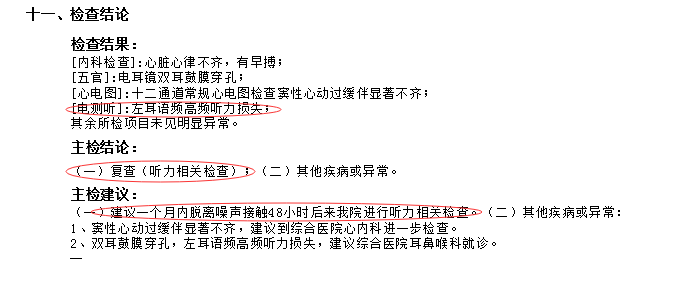 十一、检查结论
检查结果:
[内科检查]:心脏心律不齐，有早搏;
[五官]:电耳镜双耳鼓膜穿孔;
[心电图]:十二通道常规心电图检查窦性心动过缓伴显著不齐;
[电测听]:左耳语频高频听力损失;
其余所检项目未见明显异常。
主检结论:
（一）复查（听力相关检查）;（二）其他疾病或异常。
主检建议:
（一）建议一个月内脱离噪声接触48小时后来我院进行听力相关检查。（二）其他疾病或异常:
1、窦性心动过缓伴显著不齐，建议到综合医院心内科进一步检查。
2、双耳鼓膜穿孔，左耳语频高频听力损失，建议综合医院耳鼻喉科就诊。